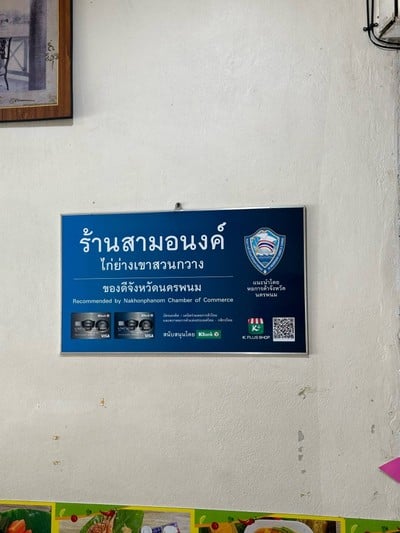 ร้านสามอนงค์
ไก่ย่างเขาสวนกวาง
ของดีจังหวัดนครพนม
Recommended by Nakhonphanom Chamber of Commerce
แนะนำโดย
หอการค้าจังหวัด
นครพนม
VISA
VISA
สนับสนุนโดย KBank
K+
K PLUS SHOP